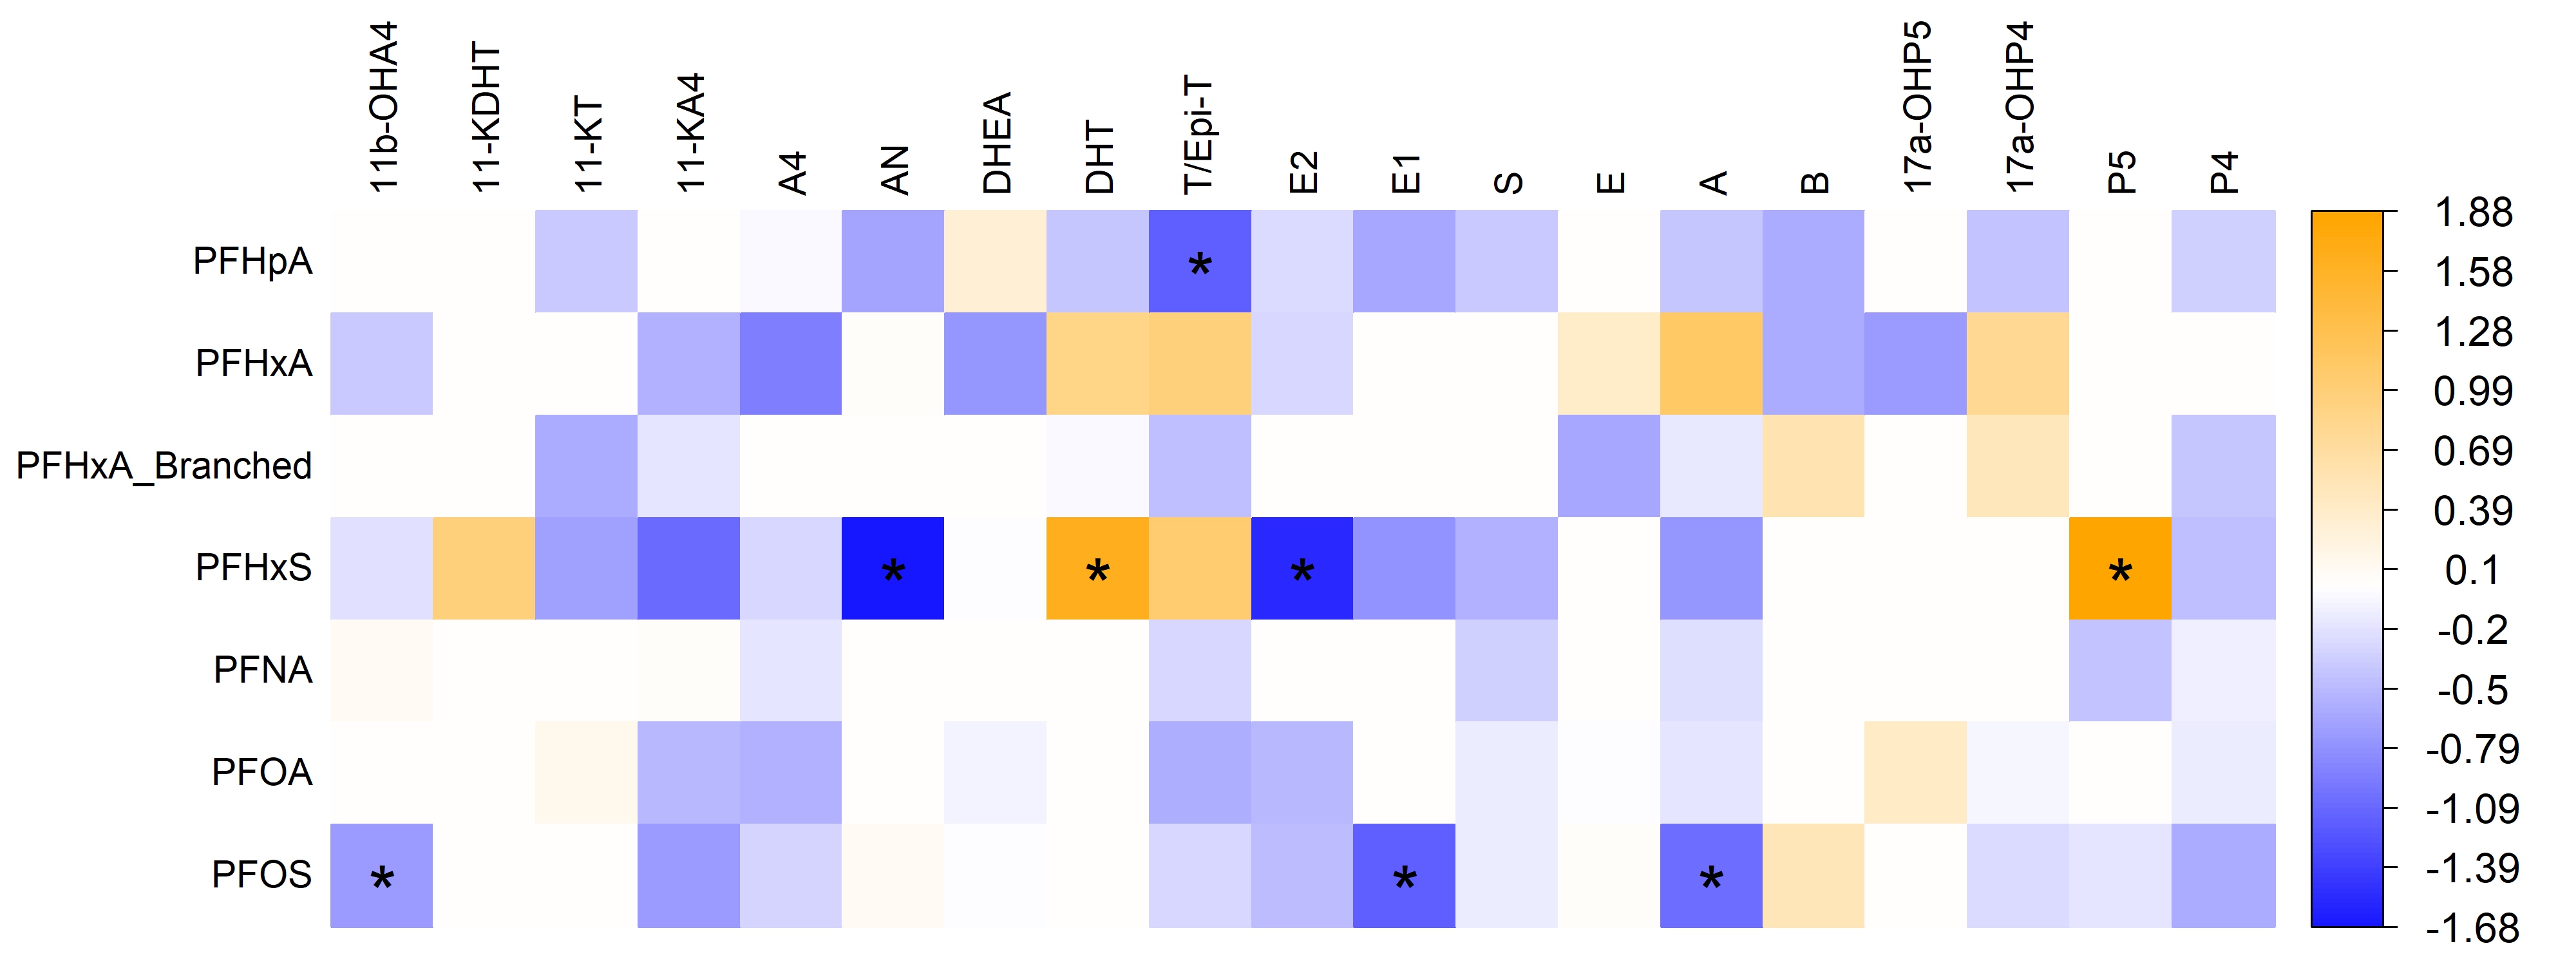 11b-OHA4
11-KDHT
11-KT
11-KA4
A4
AN
DHEA
DHT
T/Epi-T
E2
E1
S
E
A
B
17a-OHP5
17a-OHP4
P5
P4
PFHpA
*
PFHxA
PFHxA_Branched
PFHxS
* * * *
PFNA
PFOA
PFOS
* * *
1.88
1.58
1.28
0.99
0.69
0.39
0.1
-0.2
-0.5
-0.79
-1.09
-1.39
-1.68